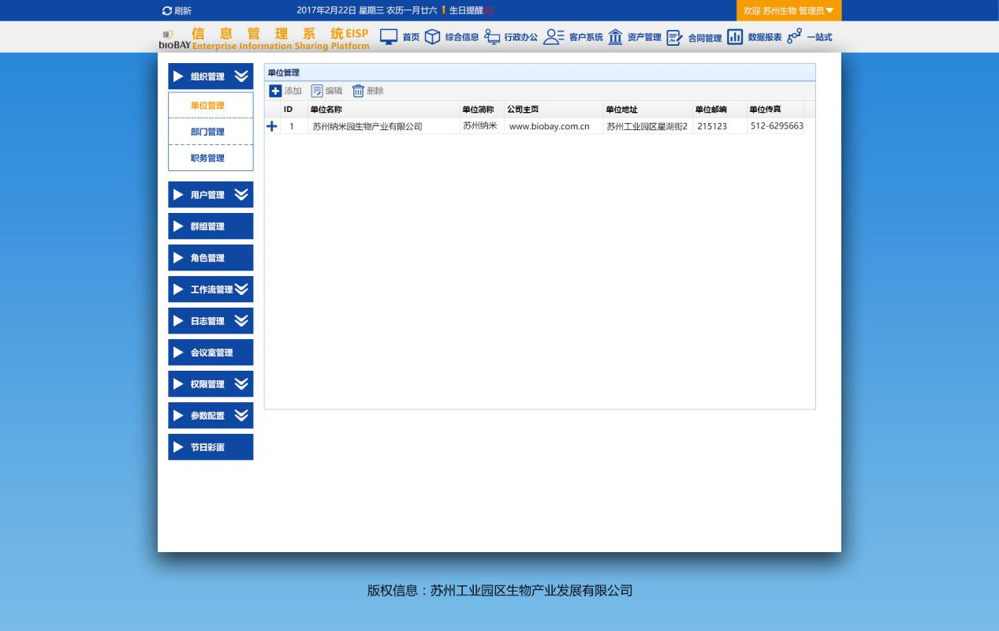 刷新
2017年2月22日 星期三 农历一月廿六 生日提醒[0]
欢迎 苏州生物 管理员
bioBAY
信息管理系统EISP
Enterprise Information Sharing Platform
首页 综合信息 行政办公 客户系统 资产管理 合同管理 数据报表 一站式
组织管理
单位管理
部门管理
职务管理
用户管理
群组管理
角色管理
工作流管理
日志管理
会议室管理
权限管理
参数配置
节日彩蛋
单位管理
添加 编辑 删除
ID 单位名称 单位简称 公司主页 单位地址 单位邮编 单位传真
1 苏州纳米园生物产业有限公司 苏州纳米 www.biobay.com.cn 苏州工业园区星湖街2 215123 512-6295663
版权信息：苏州工业园区生物产业发展有限公司